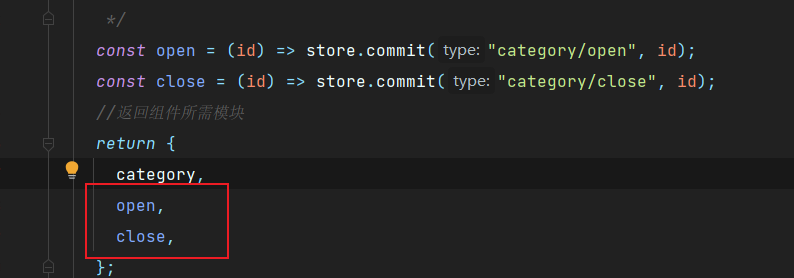 */
const open = (id) => store.commit( type: "category/open", id);
const close = (id) => store.commit( type: "category/close", id);
//返回组件所需模块
return {
category,
open,
close,
};